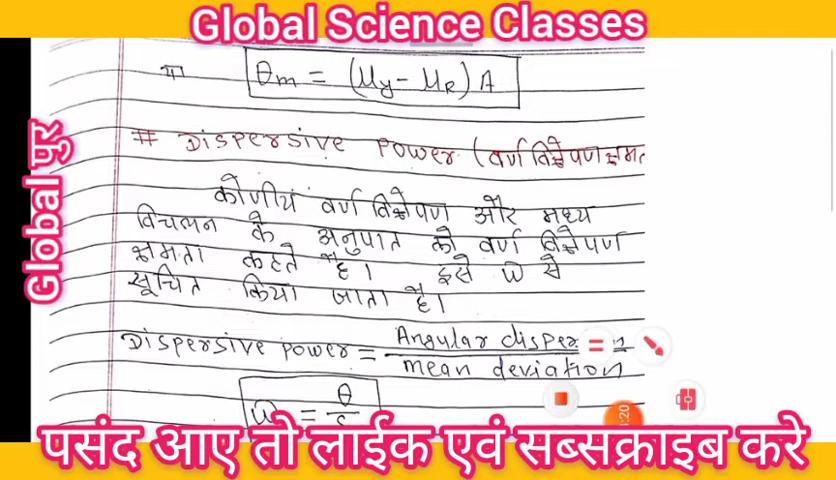 Global Science Classes
Global पुर
या θm = (μy - μR) A
# Dispersive power (वर्ण विक्षेपण क्षमत
कोणीय वर्ण विक्षेपण और मध्य
विचलन के अनुपात को वर्ण विक्षेपण
क्षमता कहते है। इसे ω से
सूचित किया जाता है।
Dispersive power = Angular disper
mean deviation
ω = θ
पसंद आए तो लाईक एवं सब्सक्राइब करे